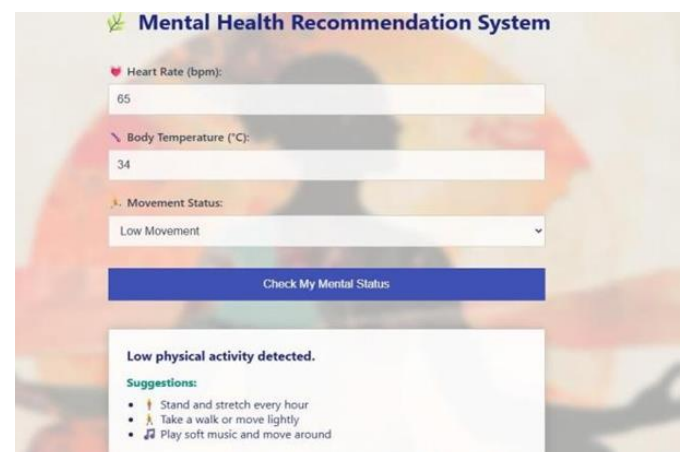 Mental Health Recommendation System
Heart Rate (bpm):
65
Body Temperature (°C):
34
Movement Status:
Low Movement
Check My Mental Status
Low physical activity detected.
Suggestions:
• Stand and stretch every hour
• Take a walk or move lightly
• Play soft music and move around